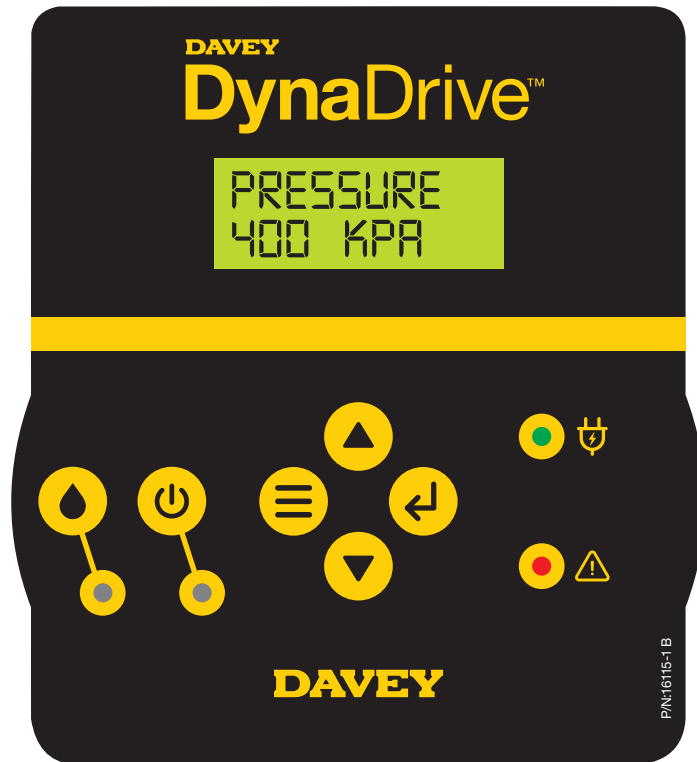 DAVEY
DynaDrive™
PRESSURE
400 KPA
DAVEY
P/N:16115-1 B